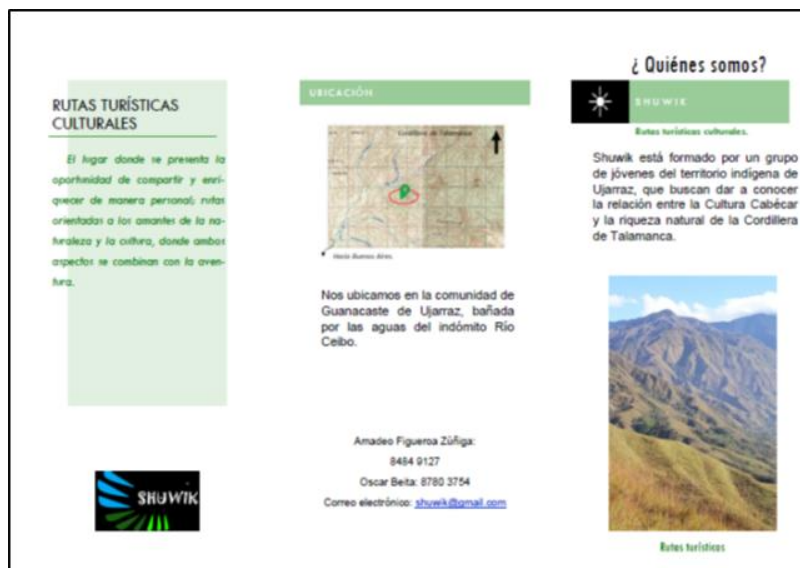 RUTAS TURÍSTICAS
CULTURALES
El lugar donde se presenta la
oportunidad de compartir y enri-
quecer de manera personal; rutas
orientadas a los amantes de la na-
turaleza y la cultura, donde ambos
aspectos se combinan con la aven-
tura.
SHUWIK
UBICACIÓN
Cordillera de Talamanca
Hacia Buenos Aires.
Nos ubicamos en la comunidad de
Guanacaste de Ujarraz, bañada
por las aguas del indómito Río
Ceibo.
Amadeo Figueroa Zúñiga:
8484 9127
Oscar Beita: 8780 3754
Correo electrónico: shuwik@gmail.com
¿ Quiénes somos?
SHUWIK
Rutas turísticas culturales.
Shuwik está formado por un grupo
de jóvenes del territorio indígena de
Ujarraz, que buscan dar a conocer
la relación entre la Cultura Cabécar
y la riqueza natural de la Cordillera
de Talamanca.
Rutas turísticas